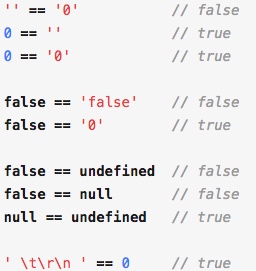 '' == '0'           // false
0 == ''             // true
0 == '0'            // true
false == 'false'    // false
false == '0'        // true
false == undefined  // false
false == null       // false
null == undefined   // true
' \t\r\n ' == 0     // true